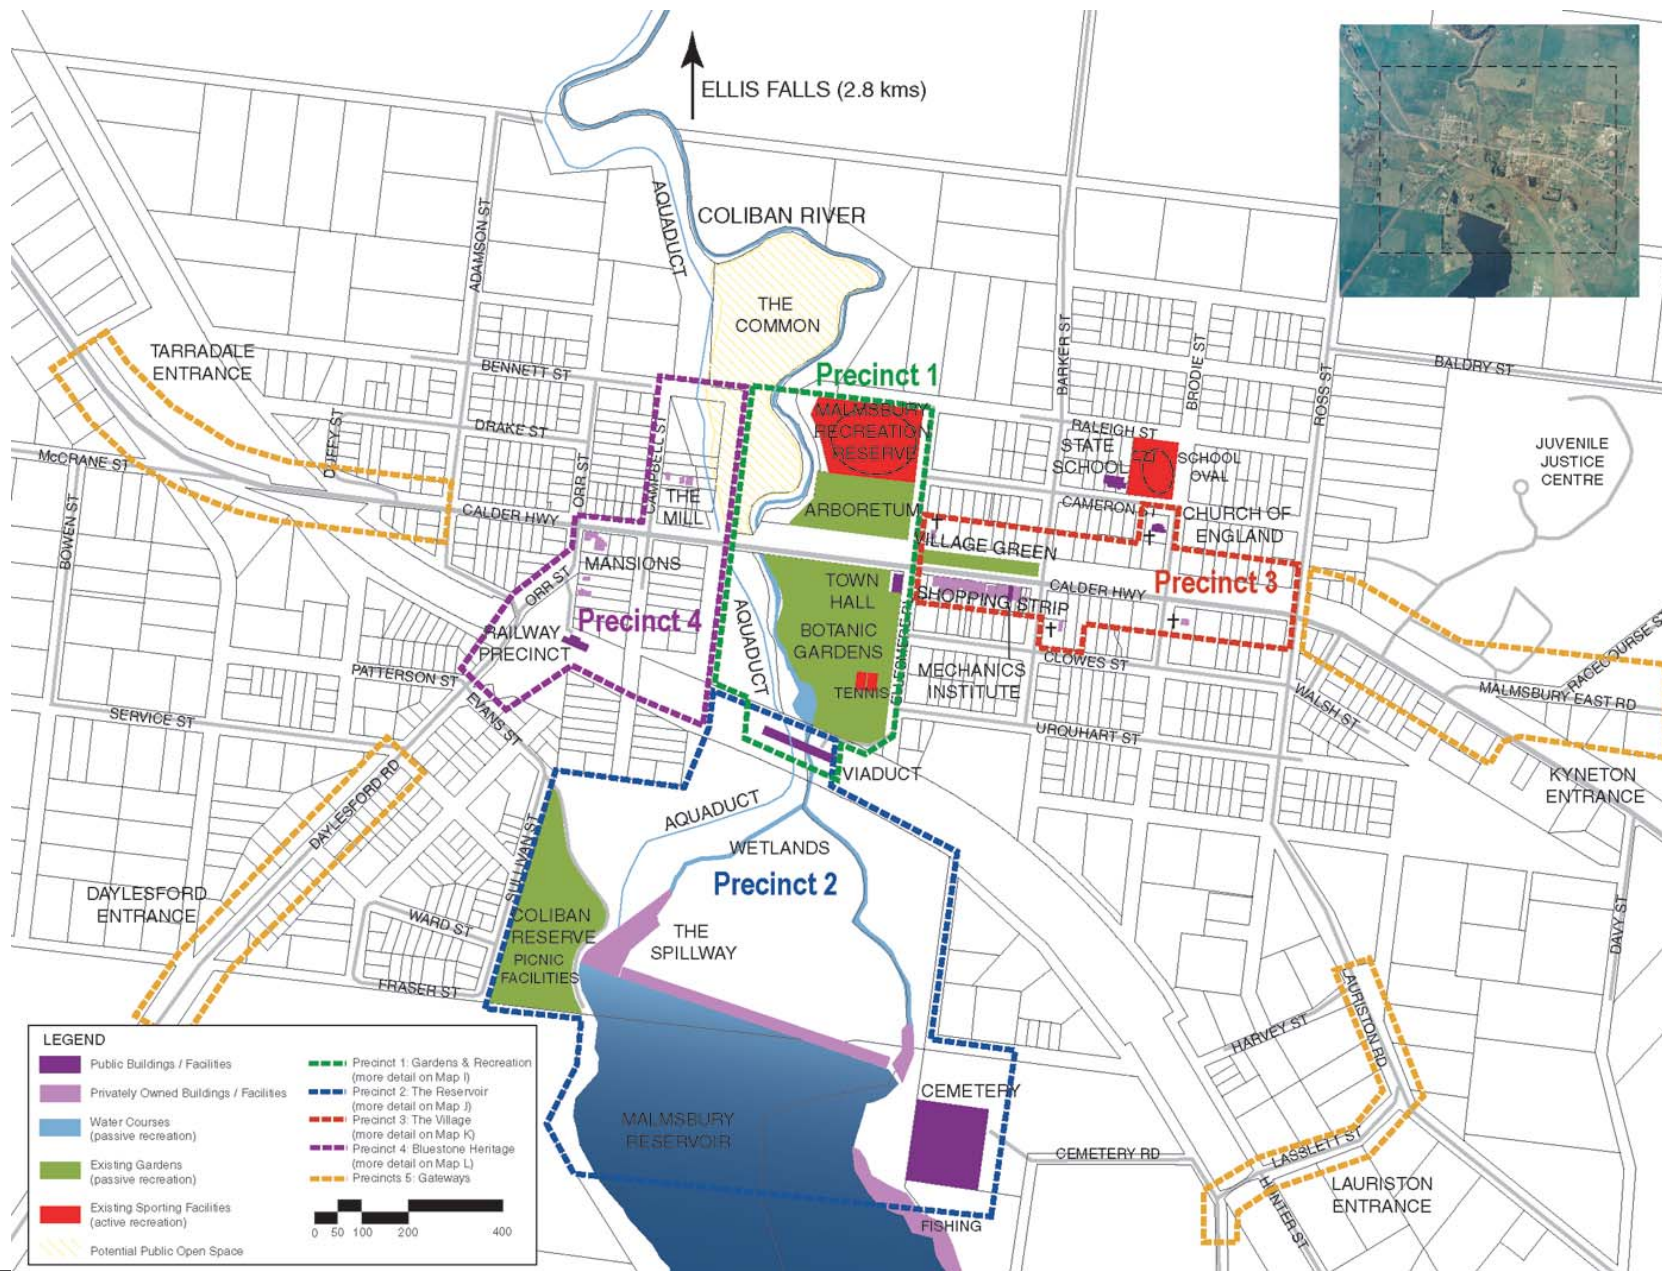 ELLIS FALLS (2.8 kms)
AQUADUCT
COLIBAN RIVER
ADAMSON ST
THE
COMMON
TARRADALE
ENTRANCE
BENNETT ST
Precinct 1
BARKER ST
BRODIE ST
ROSS ST
BALDRY ST
MALMSBURY
RECREATION
RESERVE
DUFFY ST
DRAKE ST
ORR ST
CAMPBELL ST
RALEIGH ST
STATE
SCHOOL
SCHOOL
OVAL
JUVENILE
JUSTICE
CENTRE
McCRANE ST
BOWEN ST
THE
MILL
CALDER HWY
ARBORETUM
CAMERON ST
CHURCH OF
ENGLAND
VILLAGE GREEN
MANSIONS
ORR ST
TOWN
HALL
SHOPPING STRIP
CALDER HWY
Precinct 3
Precinct 4
AQUADUCT
BOTANIC
GARDENS
RAILWAY
PRECINCT
MECHANICS
INSTITUTE
CLOWES ST
RACECOURSE S
PATTERSON ST
TENNIS
WALSH ST
MALMSBURY EAST RD
SERVICE ST
EVANS ST
URQUHART ST
VIADUCT
KYNETON
ENTRANCE
DAYLESFORD RD
AQUADUCT
WETLANDS
SULLIVAN ST
Precinct 2
DAYLESFORD
ENTRANCE
WARD ST
COLIBAN
RESERVE
PICNIC
FACILITIES
THE
SPILLWAY
DAVY ST
FRASER ST
LAURISTON RD
HARVEY ST
CEMETERY
MALMSBURY
RESERVOIR
CEMETERY RD
LASSLETT ST
HUNTER ST
LAURISTON
ENTRANCE
FISHING
LEGEND
Public Buildings / Facilities
Privately Owned Buildings / Facilities
Water Courses
(passive recreation)
Existing Gardens
(passive recreation)
Existing Sporting Facilities
(active recreation)
Potential Public Open Space
Precinct 1: Gardens & Recreation
(more detail on Map I)
Precinct 2: The Reservoir
(more detail on Map J)
Precinct 3: The Village
(more detail on Map K)
Precinct 4: Bluestone Heritage
(more detail on Map L)
Precincts 5: Gateways
0 50 100 200 400